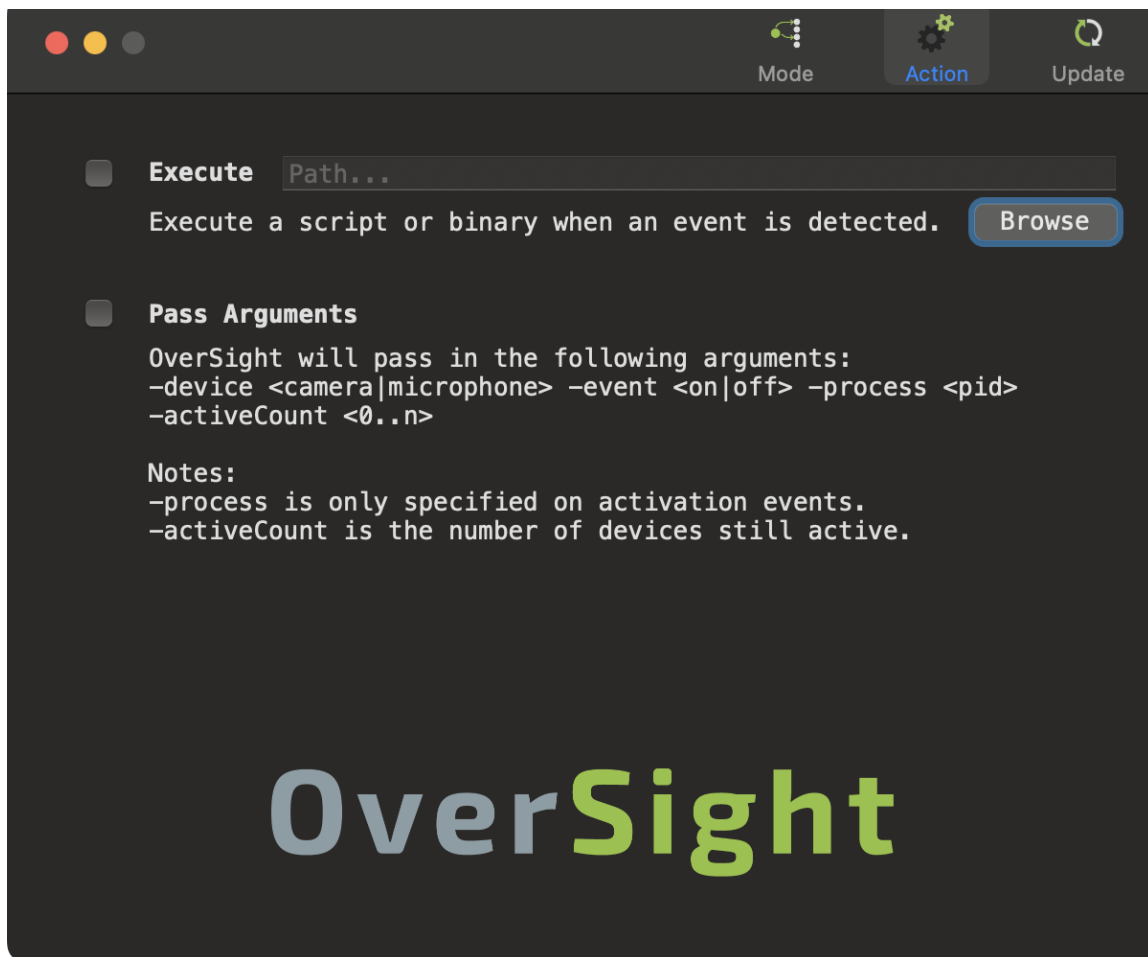 Mode
Action
Update
Execute
Path...
Execute a script or binary when an event is detected.
Browse
Pass Arguments
OverSight will pass in the following arguments:
-device <camera|microphone> -event <on|off> -process <pid>
-activeCount <0..n>
Notes:
-process is only specified on activation events.
-activeCount is the number of devices still active.
OverSight